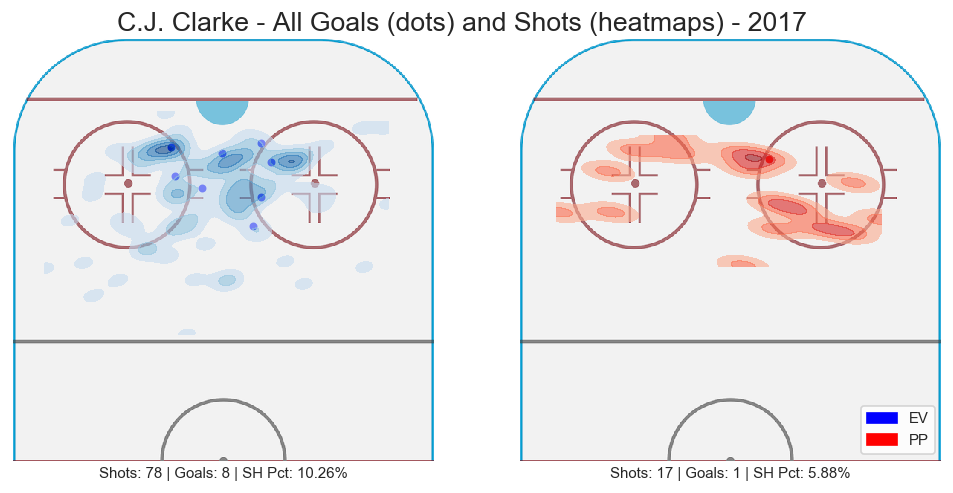 C.J. Clarke - All Goals (dots) and Shots (heatmaps) - 2017
EV
PP
Shots: 78 | Goals: 8 | SH Pct: 10.26%
Shots: 17 | Goals: 1 | SH Pct: 5.88%